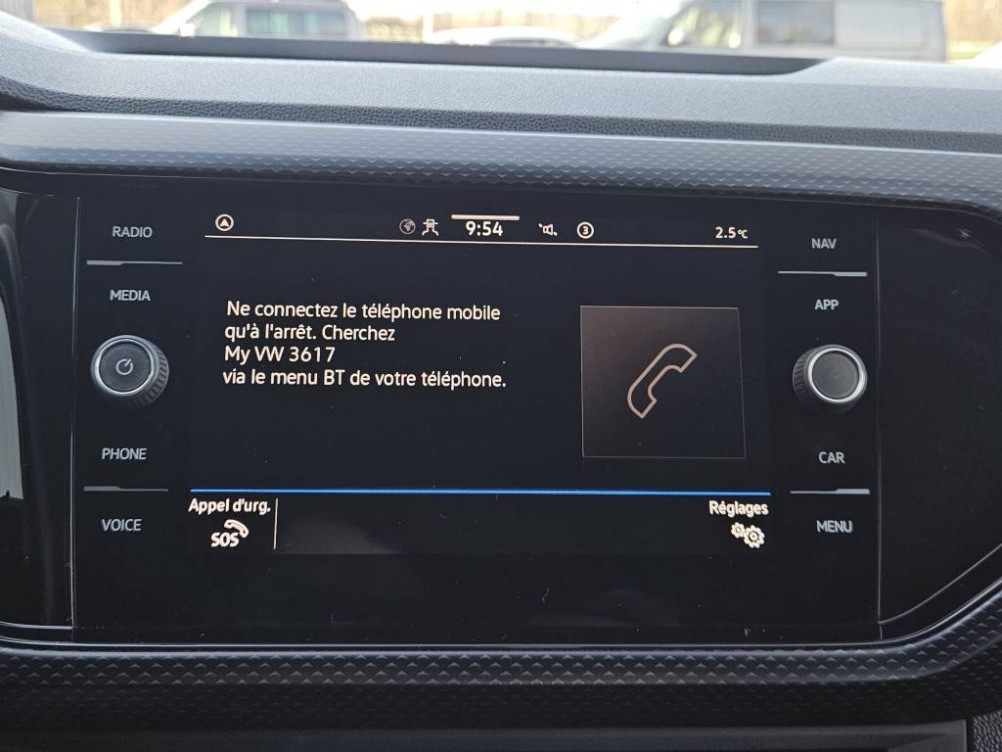 RADIO
MEDIA
PHONE
VOICE
9:54
3
2.5°C
Ne connectez le téléphone mobile
qu'à l'arrêt. Cherchez
My VW 3617
via le menu BT de votre téléphone.
Appel d'urg.
SOS
Réglages
NAV
APP
CAR
MENU